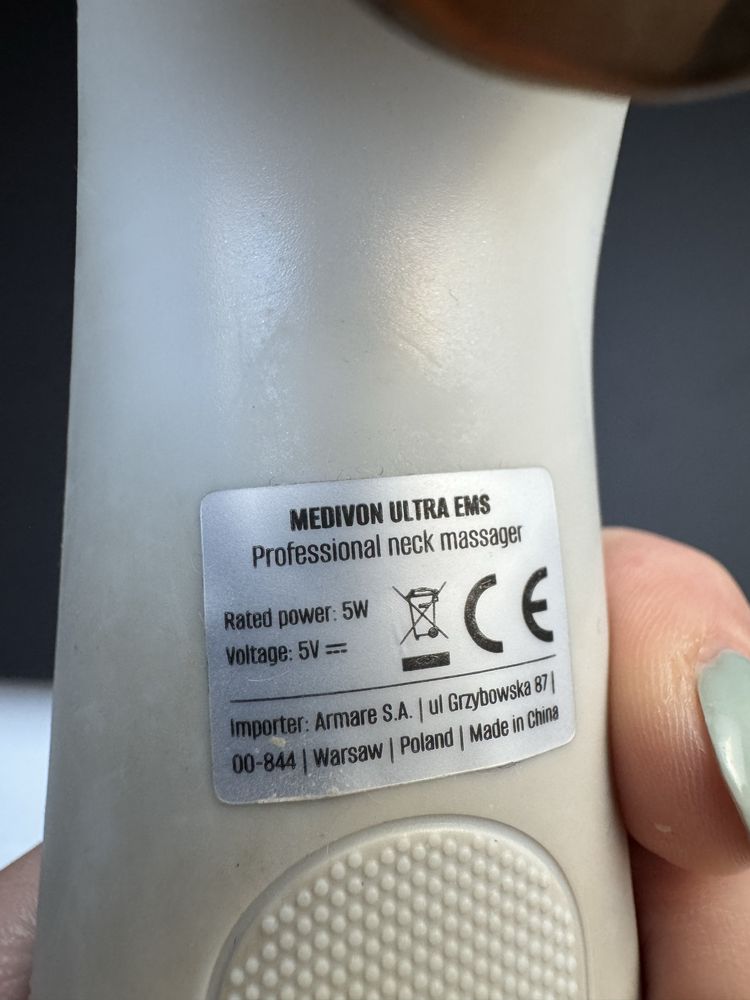 MEDIVON ULTRA EMS
Professional neck massager
Rated power: 5W
Voltage: 5V ⎓
CE
Importer: Armare S.A. | ul Grzybowska 87 |
00-844 | Warsaw | Poland | Made in China